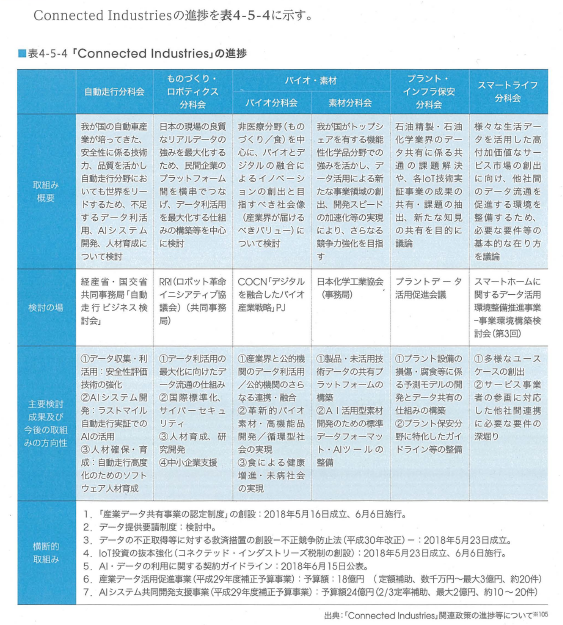 Connected Industriesの進捗を表4-5-4に示す。
■表4-5-4「Connected Industries」の進捗
自動走行分科会
ものづくり・
ロボティクス
分科会
バイオ・素材
バイオ分科会
素材分科会
プラント・
インフラ保安
分科会
スマートライフ
分科会
取組み
概要
我が国の自動車産
業が培ってきた、
安全性に係る技術
力、品質を活かし
自動走行分野にお
いても世界をリー
ドするため、不足
するデータ利活
用、AIシステム
開発、人材育成に
ついて検討
日本の現場の良質
なリアルデータの
強みを最大化する
ため、民間企業の
プラットフォーム
間を横串でつな
げ、データ利活用
を最大化する仕組
みの構築等を中心
に検討
非医療分野(もの
づくり/食)を中
心に、バイオとデ
ジタルの融合によ
るイノベーショ
ンの創出と目
指すべき社会像
(産業界が届ける
べきバリュー)に
ついて検討
我が国がトップシ
ェアを有する機能
性化学品分野での
強みを活かし、デ
ータ活用による新
たな事業領域の創
出、開発スピード
の加速化等の実現
により、さらなる
競争力強化を目指
す
石油精製・石油
化学業界のデー
タ共有に係る共
通の課題解決
や、各IoT技術実
証事業の成果の
共有・課題の抽
出、新たな知見
の共有を目的に
議論
様々な生活デー
タを活用した高
付加価値なサー
ビス市場の創出
に向け、他社間
のデータ流通を
促進する環境を
整備するため、
必要な要件等の
基本的な在り方
を議論
検討の場
経産省・国交省
共同事務局「自動
走行ビジネス検
討会」
RRI(ロボット革命
イニシアティブ協
議会)(共同事務
局)
COCN「デジタル
を融合したバイオ
産業戦略」PJ
日本化学工業協会
(事務局)
プラントデータ
活用促進会議
スマートホームに
関するデータ活用
環境整備推進事業
-事業環境構築検
討会(第3回)
主要検討
成果及び
今後の取組
みの方向性
①データ収集・利
活用:安全性評価
技術の強化
②AIシステム開
発:ラストマイル
自動走行実証での
AIの活用
③人材確保・育
成:自動走行高度
化のためのソフト
ウェア人材育成
①データ利活用の
最大化に向けたデ
ータ流通の仕組み
②国際標準化、
サイバーセキュ
リティ
③人材育成、研
究開発
④中小企業支援
①産業界と公的機
関のデータ利活用
/公的機関のさら
なる連携・融合
②革新的バイオ
素材・高機能品
開発/循環型社
会の実現
③食による健康
増進・未病社会
の実現
①製品・未活用技
術データの共有プ
ラットフォームの
構築
②AI活用型素材
開発のための標準
データフォーマッ
ト・AIツールの
整備
①プラント設備の
損傷・腐食等に係
る予測モデルの開
発とデータ共有の
仕組みの構築
②プラント保安分
野に特化したガイ
ドライン等の整備
①多様なユース
ケースの創出
②サービス事業
者の参画に対応
した他社間連携
に必要な要件の
深堀り
横断的
取組み
1.「産業データ共有事業の認定制度」の創設:2018年5月16日成立、6月6日施行。
2.データ提供要請制度:検討中。
3.データの不正取得等に対する救済措置の創設-不正競争防止法(平成30年改正)-:2018年5月23日成立。
4.IoT投資の抜本強化(コネクテッド・インダストリーズ税制の創設):2018年5月23日成立、6月6日施行。
5.AI・データの利用に関する契約ガイドライン:2018年6月15日公表。
6.産業データ活用促進事業(平成29年度補正予算事業):予算額:18億円 (定額補助、数千万円~最大3億円、約20件)
7.AIシステム共同開発支援事業(平成29年度補正予算事業):予算額24億円(2/3定率補助、最大2億円、約10~20件)
出典:「Connected Industries」関連政策の進捗等について※105